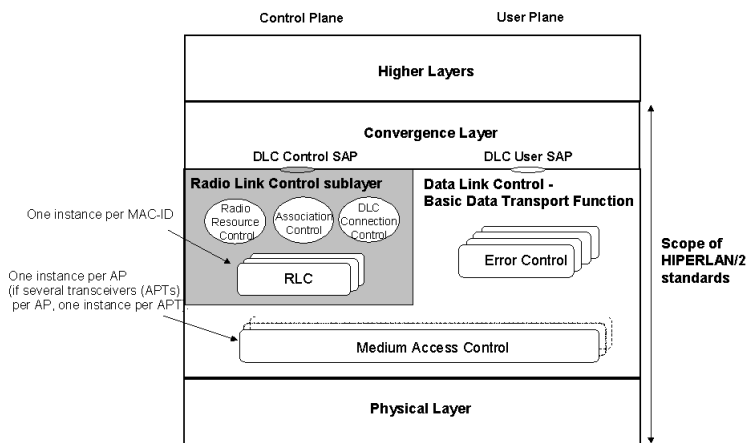 Control Plane
User Plane
Higher Layers
Convergence Layer
DLC Control SAP
DLC User SAP
Radio Link Control sublayer
Data Link Control -
Basic Data Transport Function
Radio
Resource
Control
Association
Control
DLC
Connection
Control
One instance per MAC-ID
RLC
Error Control
Scope of
HIPERLAN/2
standards
One instance per AP
(if several transceivers (APTs)
per AP, one instance per APT)
Medium Access Control
Physical Layer